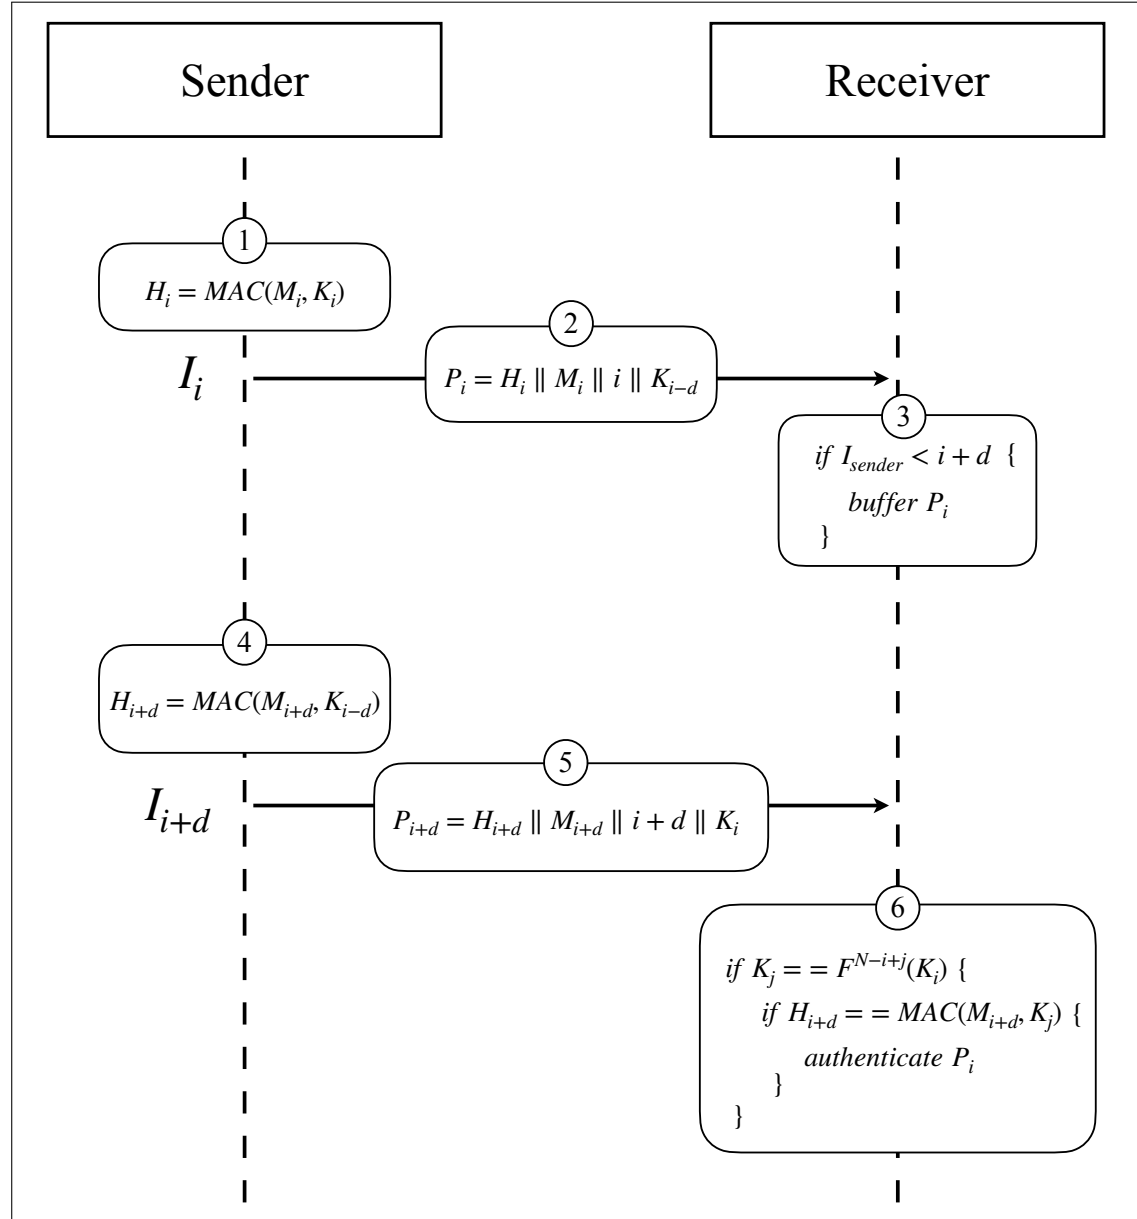 Sender
Receiver
1
H_i = MAC(M_i, K_i)
I_i
2
P_i = H_i ∥ M_i ∥ i ∥ K_{i−d}
3
if I_{sender} < i + d {
buffer P_i
}
4
H_{i+d} = MAC(M_{i+d}, K_{i−d})
I_{i+d}
5
P_{i+d} = H_{i+d} ∥ M_{i+d} ∥ i + d ∥ K_i
6
if K_j = = F^{N−i+j}(K_i) {
if H_{i+d} = = MAC(M_{i+d}, K_j) {
authenticate P_i
}
}